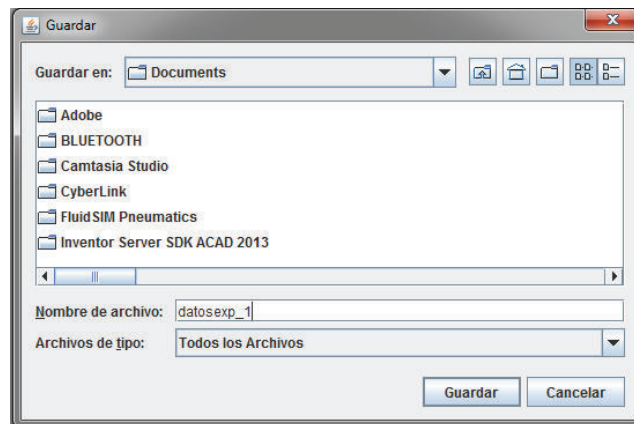 Guardar
Guardar en: Documents
Adobe
BLUETOOTH
Camtasia Studio
CyberLink
FluidSIM Pneumatics
Inventor Server SDK ACAD 2013
Nombre de archivo: datosexp_1
Archivos de tipo: Todos los Archivos
Guardar Cancelar